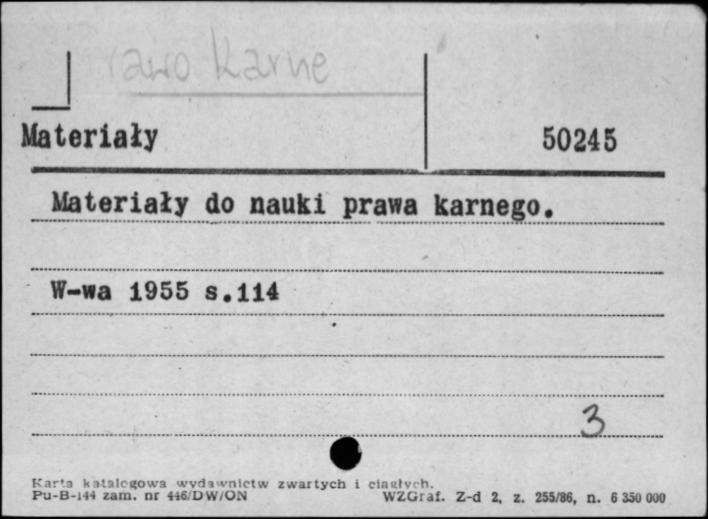 rawo Karne
Materiały 50245
Materiały do nauki prawa karnego.
W-wa 1955 s.114
3
Karta katalogowa wydawnictw zwartych i ciągłych.
Pu-B-144 zam. nr 446/DW/ON WZGraf. Z-d 2, z. 255/86, n. 6 350 000